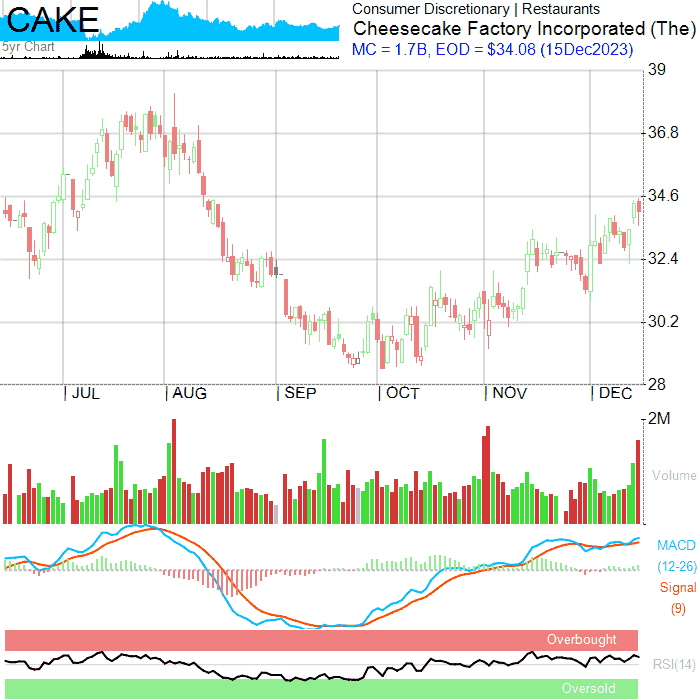 CAKE
5yr Chart
Consumer Discretionary | Restaurants
Cheesecake Factory Incorporated (The)
MC = 1.7B, EOD = $34.08 (15Dec2023)
39
36.8
34.6
32.4
30.2
28
| JUL | AUG | SEP | OCT | NOV | DEC
2M
Volume
MACD
(12-26)
Signal
(9)
Overbought
RSI(14)
Oversold